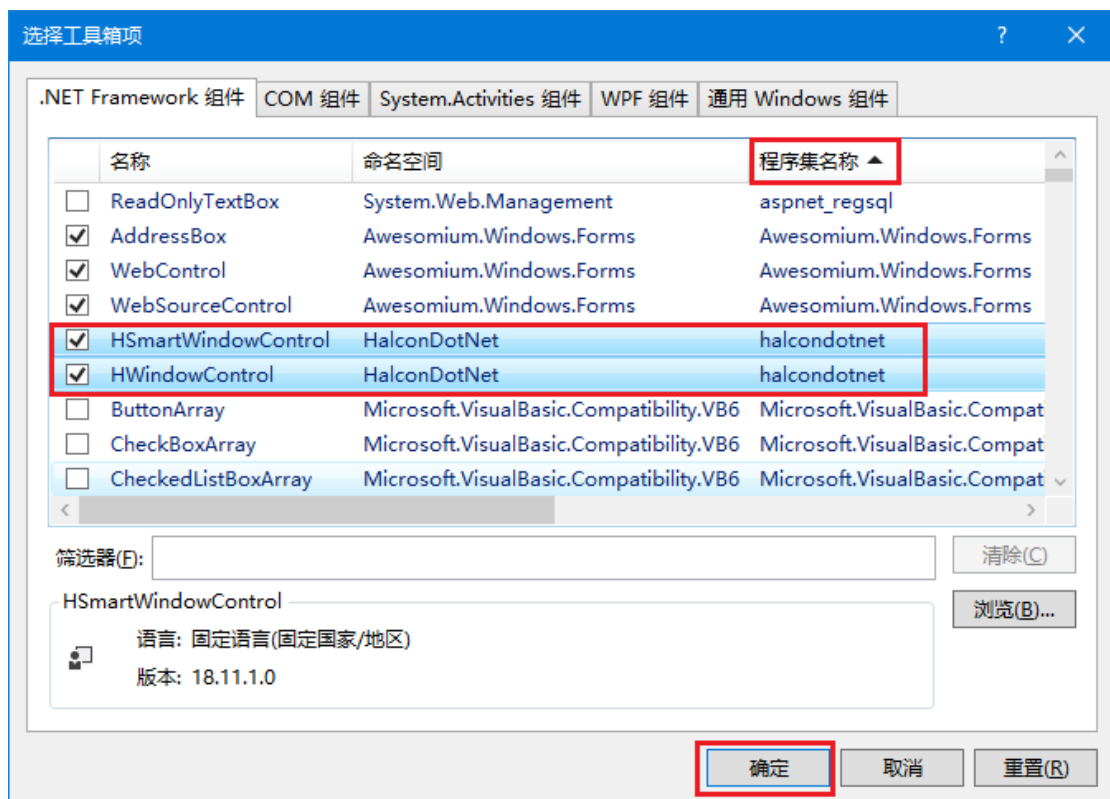 选择工具箱项 ?
.NET Framework 组件 COM 组件 System.Activities 组件 WPF 组件 通用 Windows 组件
名称 命名空间 程序集名称
ReadOnlyTextBox System.Web.Management aspnet_regsql
AddressBox Awesomium.Windows.Forms Awesomium.Windows.Forms
WebControl Awesomium.Windows.Forms Awesomium.Windows.Forms
WebSourceControl Awesomium.Windows.Forms Awesomium.Windows.Forms
HSmartWindowControl HalconDotNet halcondotnet
HWindowControl HalconDotNet halcondotnet
ButtonArray Microsoft.VisualBasic.Compatibility.VB6 Microsoft.VisualBasic.Compat
CheckBoxArray Microsoft.VisualBasic.Compatibility.VB6 Microsoft.VisualBasic.Compat
CheckedListBoxArray Microsoft.VisualBasic.Compatibility.VB6 Microsoft.VisualBasic.Compat
筛选器(F): 清除(C)
HSmartWindowControl 浏览(B)...
语言: 固定语言(固定国家/地区)
版本: 18.11.1.0
确定 取消 重置(R)